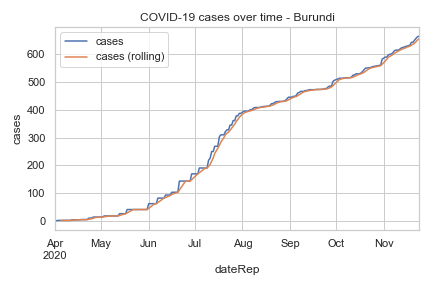 COVID-19 cases over time - Burundi
cases
cases (rolling)
600
500
400
300
200
100
0
cases
Apr May Jun Jul Aug Sep Oct Nov
2020
dateRep